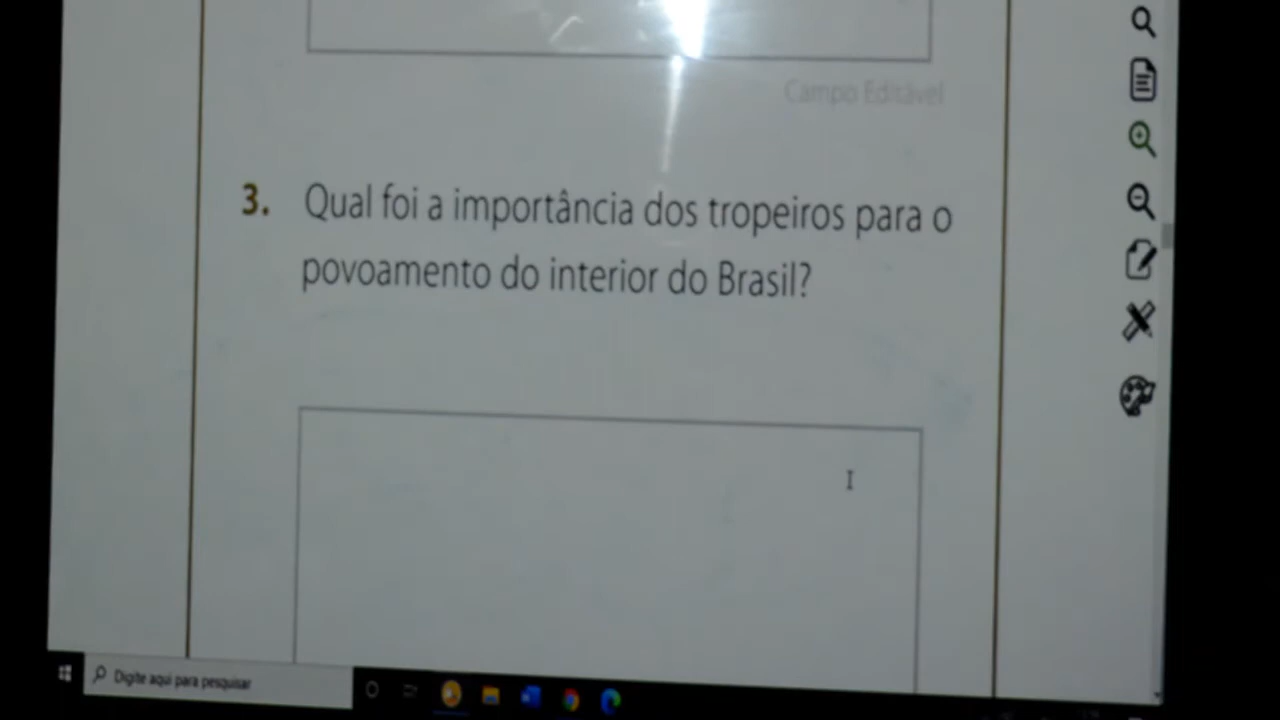 Campo Editável
3. Qual foi a importância dos tropeiros para o
povoamento do interior do Brasil?
Digite aqui para pesquisar